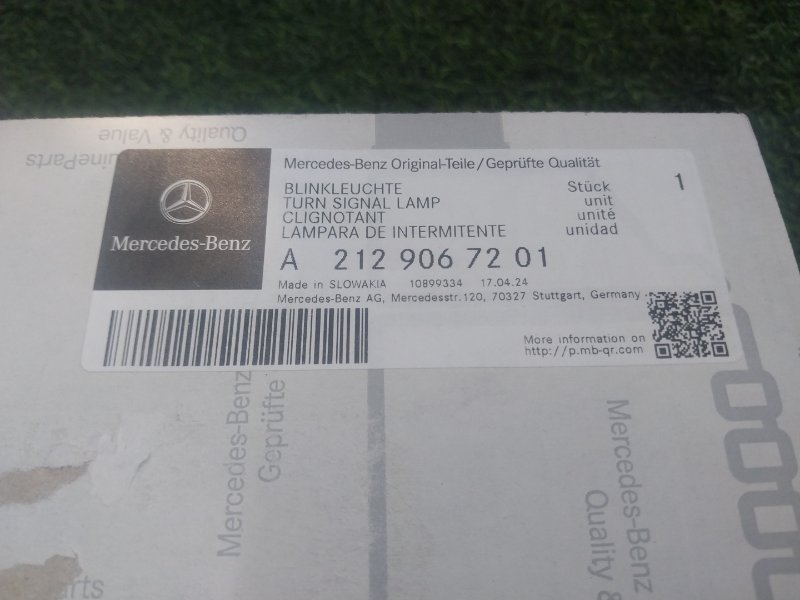 Quality & Value
uineParts
Mercedes-Benz
Mercedes-Benz Original-Teile/Geprüfte Qualität
BLINKLEUCHTE Stück 1
TURN SIGNAL LAMP unit
CLIGNOTANT unité
LAMPARA DE INTERMITENTE unidad
A 212 906 72 01
Made in SLOWAKIA 10899334 17.04.24
Mercedes-Benz AG, Mercedesstr.120, 70327 Stuttgart, Germany
More information on
http://p.mb-qr.com
Mercedes-Benz
Geprüfte
Mercedes-Benz
Quality &
arts